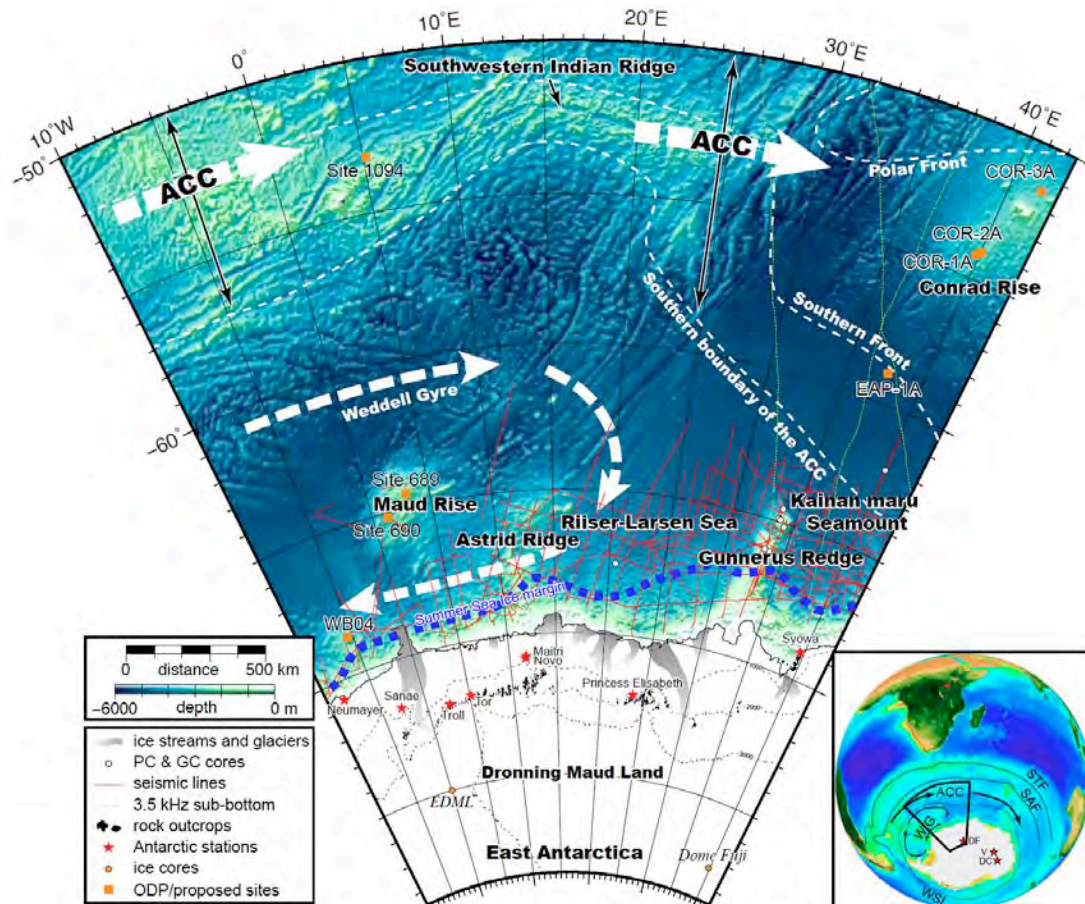 10°W
0°
10°E
20°E
30°E
40°E
−50°
−60°
Southwestern Indian Ridge
ACC
ACC
Site 1094
Polar Front
COR-3A
COR-2A
COR-1A
Conrad Rise
Southern Front
EAP-1A
Southern boundary of the ACC
Weddell Gyre
Site 689
Maud Rise
Site 690
Kainan maru
Seamount
Riiser-Larsen Sea
Astrid Ridge
Gunnerus Redge
Summer Sea Ice margin
WB04
Syowa
Maitri
Novo
Princess Elisabeth
Neumayer
Sanae
Troll
Tor
1000
2000
3000
Dronning Maud Land
EDML
East Antarctica
Dome Fuji
0 500 km
distance
−6000 depth 0 m
ice streams and glaciers
PC & GC cores
seismic lines
3.5 kHz sub-bottom
rock outcrops
Antarctic stations
ice cores
ODP/proposed sites
STF
SAF
ACC
WG
DF
V
DC
WSI